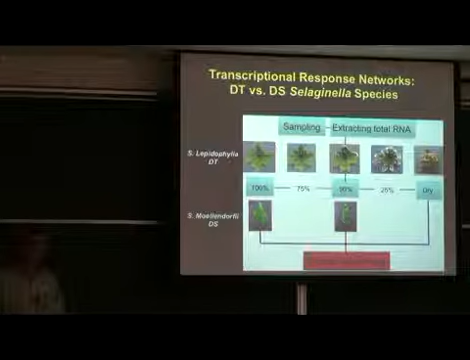 Transcriptional Response Networks:
DT vs. DS Selaginella Species
Sampling
Extracting total RNA
S. Lepidophylla
DT
100%
75%
50%
25%
Dry
S. Moellendorfii
DS